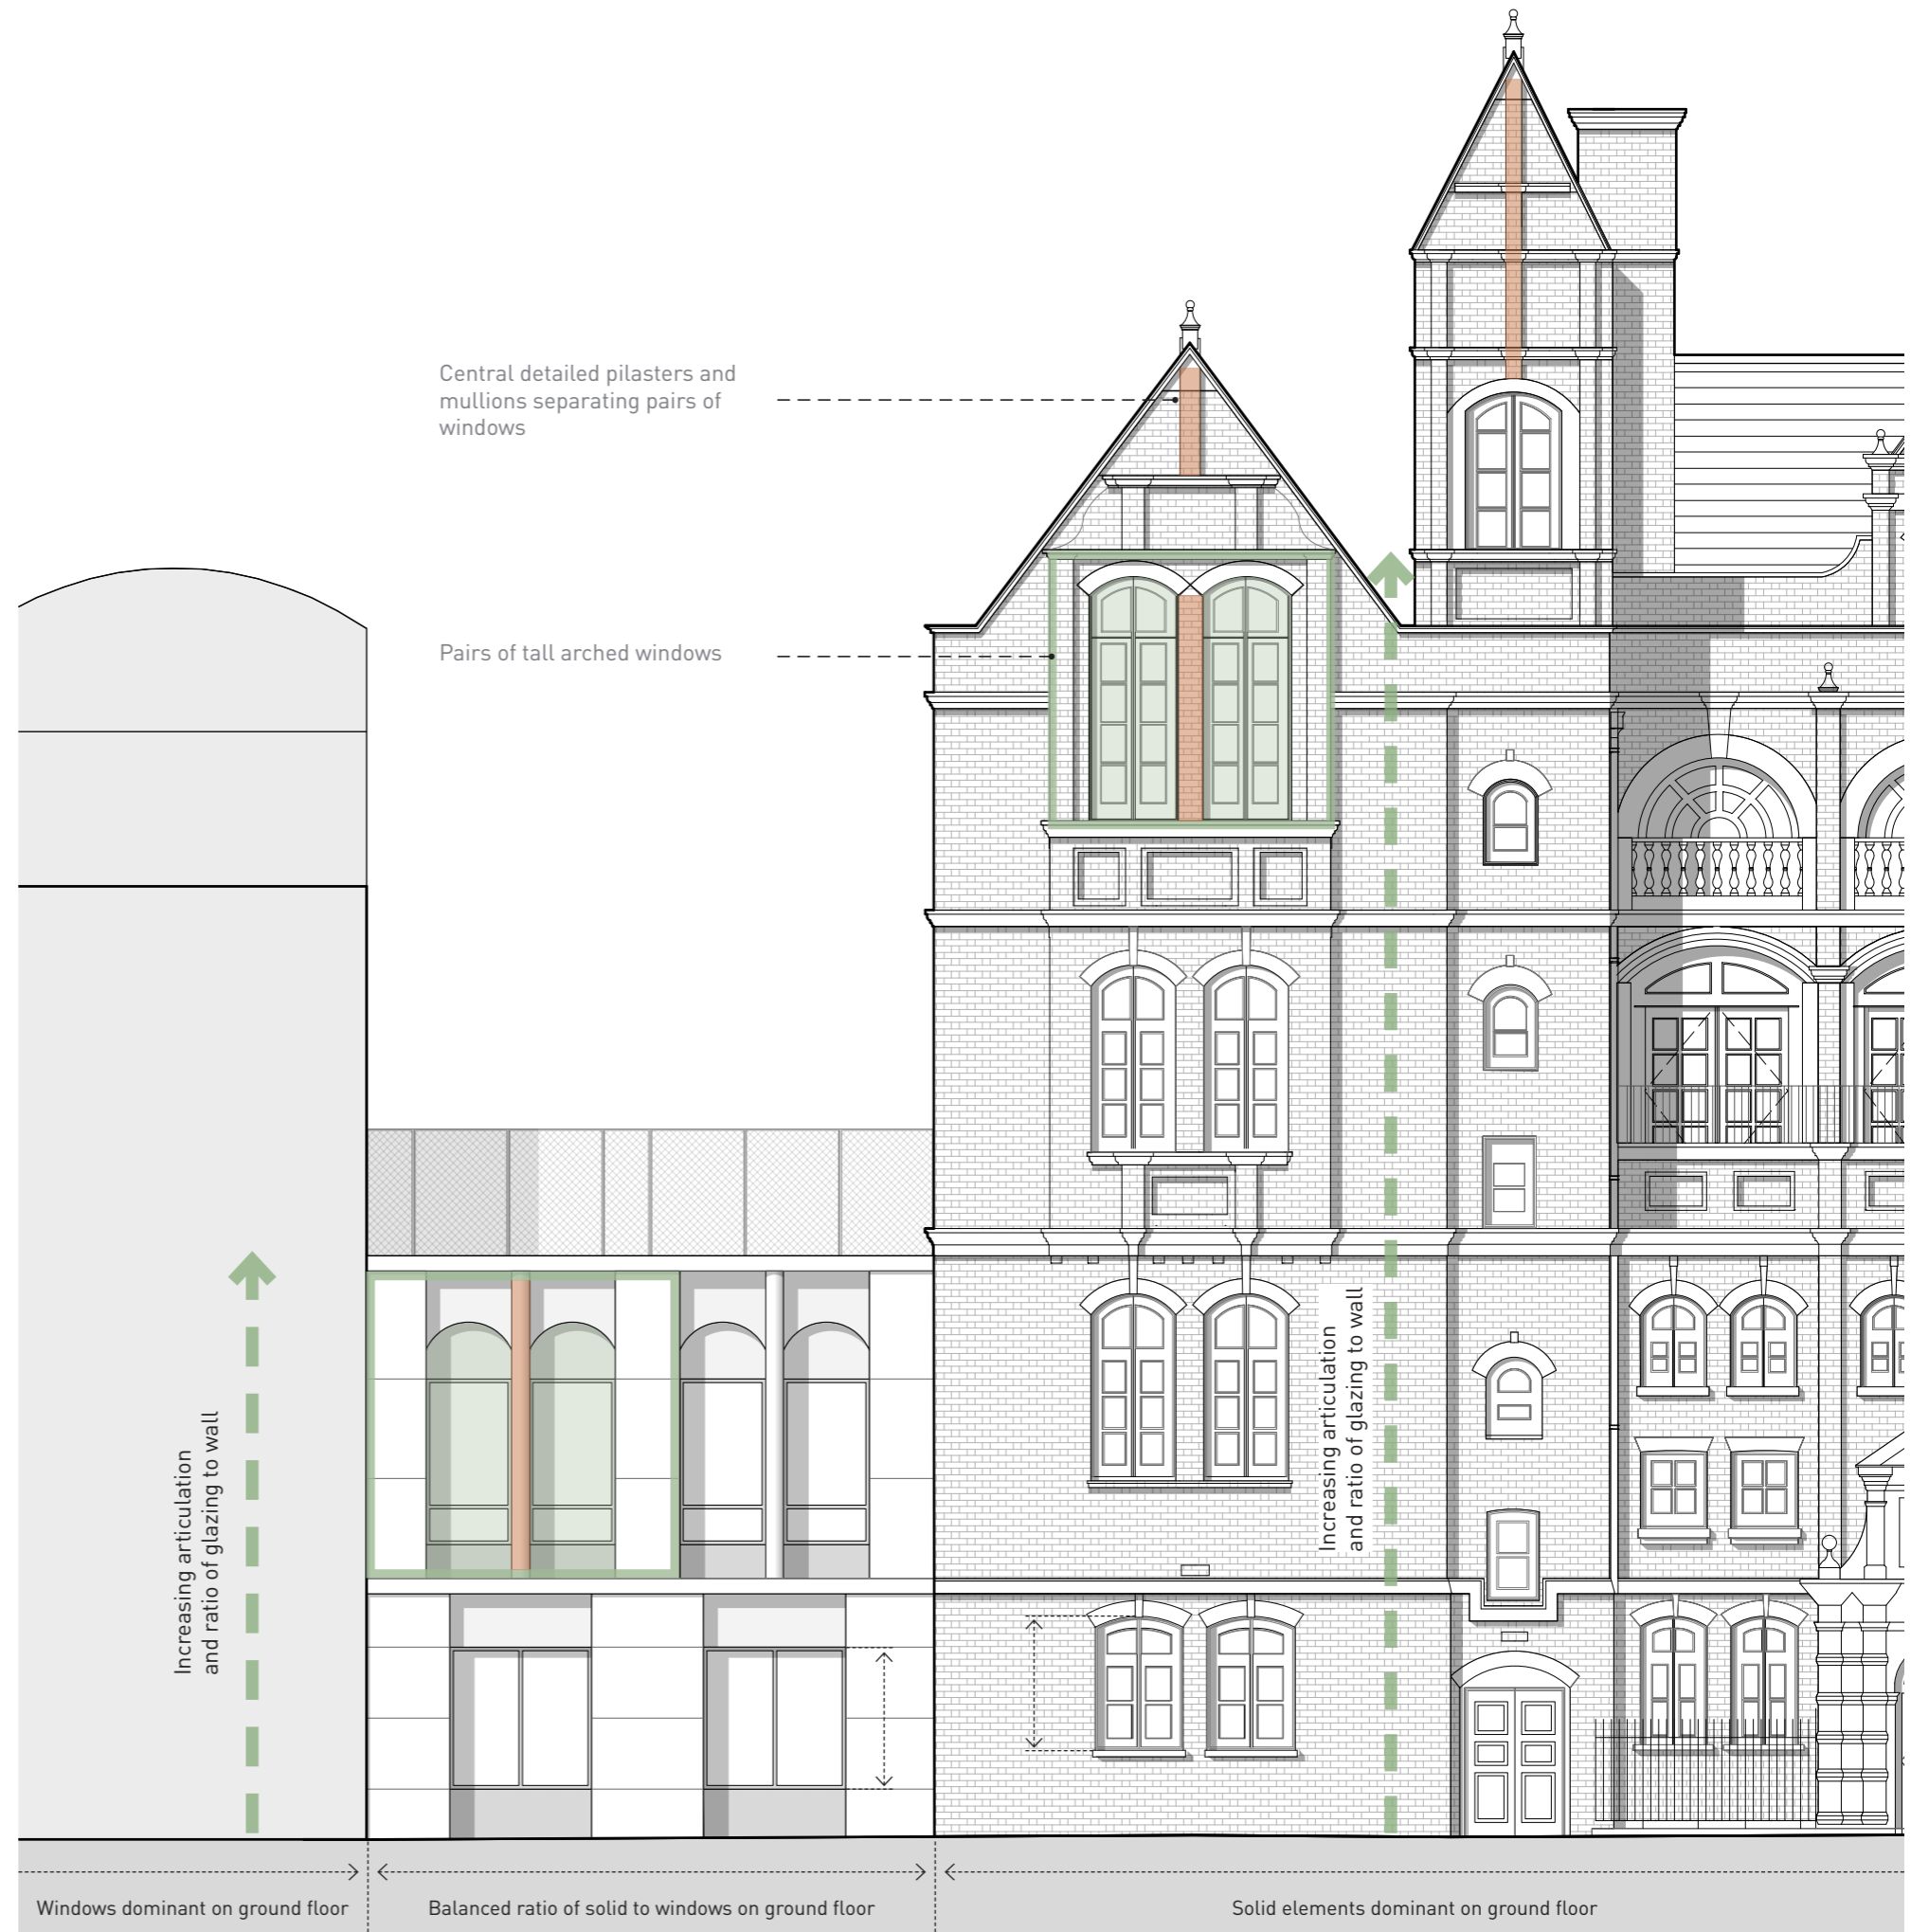 Central detailed pilasters and
mullions separating pairs of
windows
Pairs of tall arched windows
Increasing articulation
and ratio of glazing to wall
Increasing articulation
and ratio of glazing to wall
Windows dominant on ground floor
Balanced ratio of solid to windows on ground floor
Solid elements dominant on ground floor